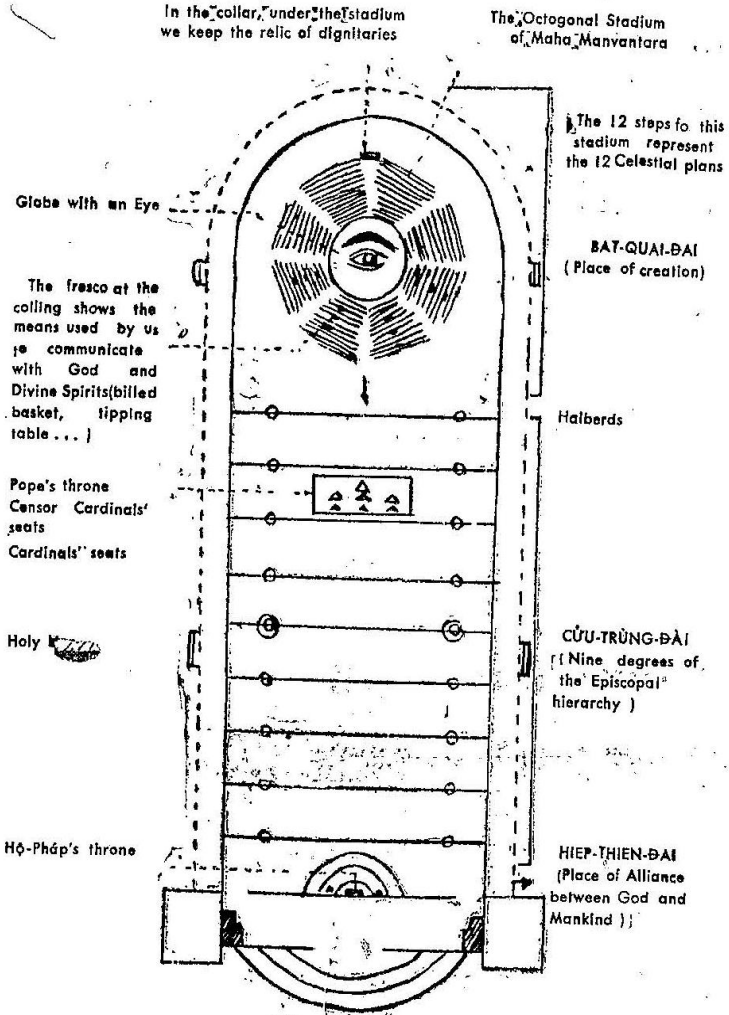 In the collar, under the stadium
we keep the relic of dignitaries
The Octogonal Stadium
of Maha Manvantara
The 12 steps fo this
stadium represent
the 12 Celestial plans
Globe with an Eye
BAT-QUAI-ĐAI
( Place of creation)
The fresco at the
colling shows the
means used by us
to communicate
with God and
Divine Spirits(billed
basket, tipping
table . . . )
Halberds
Pope's throne
Censor Cardinals'
seats
Cardinals'' seats
Holy
CỬU-TRÙNG-ĐÀI
( Nine degrees of
the Episcopal
hierarchy )
Hộ-Pháp's throne
HIEP-THIEN-ĐAI
(Place of Alliance
between God and
Mankind )